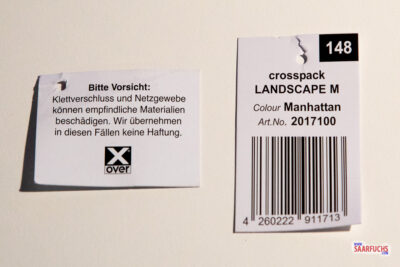 Bitte Vorsicht:
Klettverschluss und Netzgewebe
können empfindliche Materialien
beschädigen. Wir übernehmen
in diesen Fällen keine Haftung.
X
over
148
crosspack
LANDSCAPE M
Colour Manhattan
Art.No. 2017100
4 260222 911713
SAARFUCHS